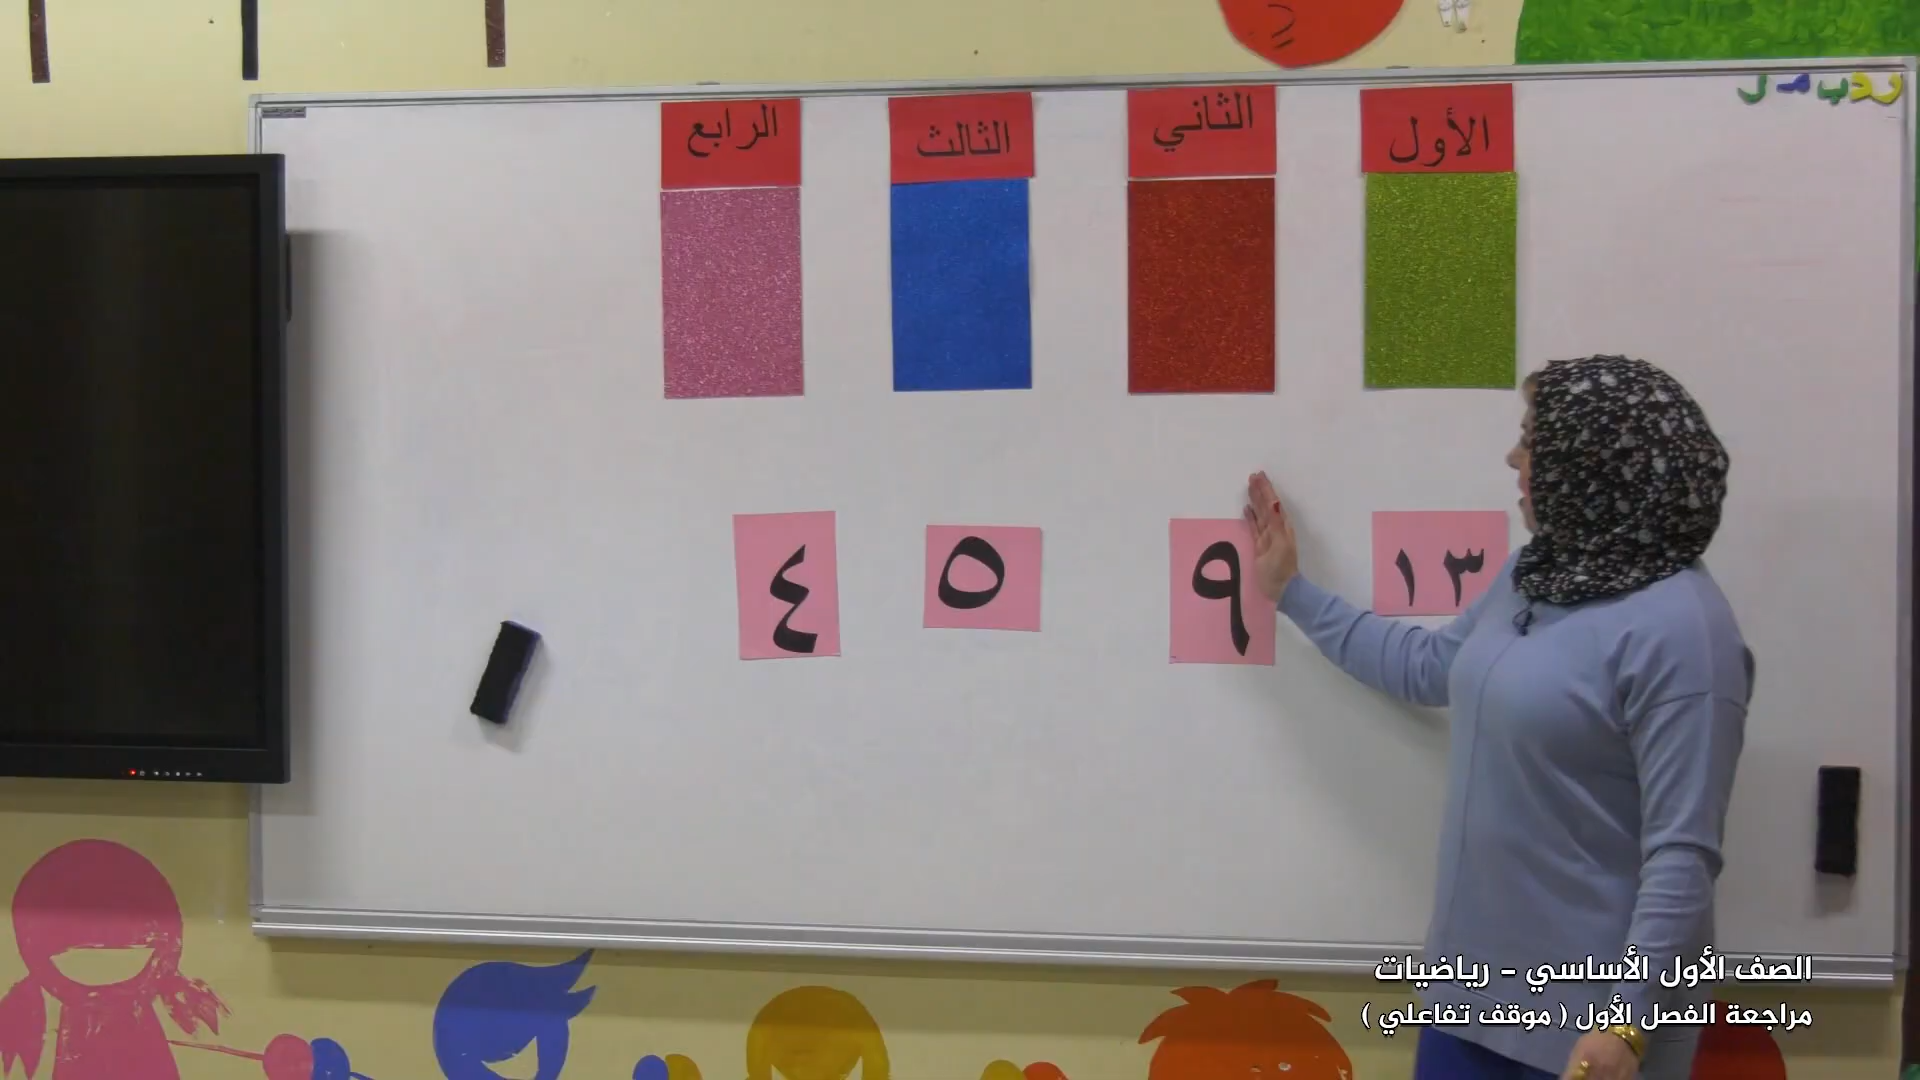 الأول
الثاني
الثالث
الرابع
١٣
٩
٥
٤
الصف الأول الأساسي - رياضيات
مراجعة الفصل الأول ( موقف تفاعلي )